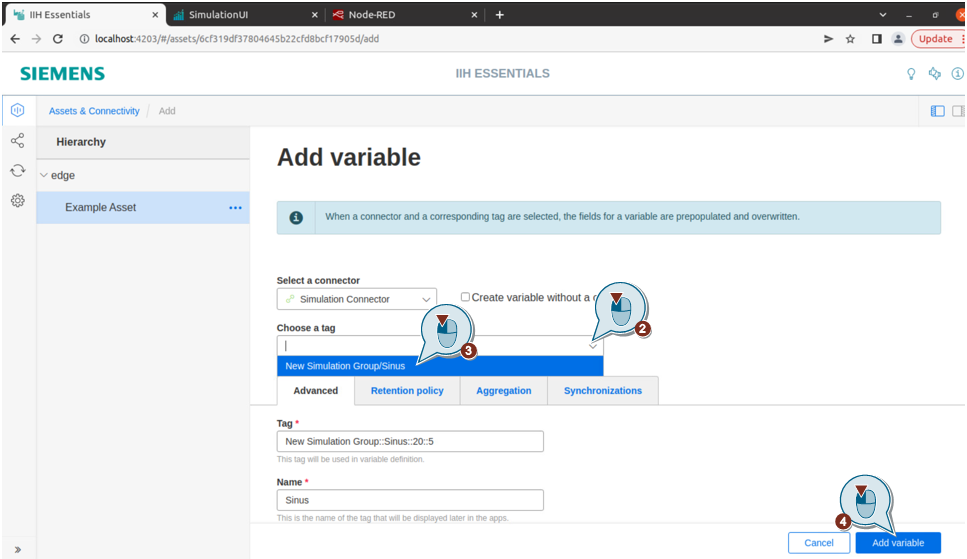 IIH Essentials
SimulationUI
Node-RED
localhost:4203/#/assets/6cf319df37804645b22cfd8bcf17905d/add
Update
SIEMENS
IIH ESSENTIALS
Assets & Connectivity
Add
Hierarchy
edge
Example Asset
Add variable
When a connector and a corresponding tag are selected, the fields for a variable are prepopulated and overwritten.
Select a connector
Simulation Connector
Create variable without a
2
Choose a tag
3
New Simulation Group/Sinus
Advanced
Retention policy
Aggregation
Synchronizations
Tag *
New Simulation Group::Sinus::20::5
This tag will be used in variable definition.
Name *
Sinus
This is the name of the tag that will be displayed later in the apps.
4
Cancel
Add variable